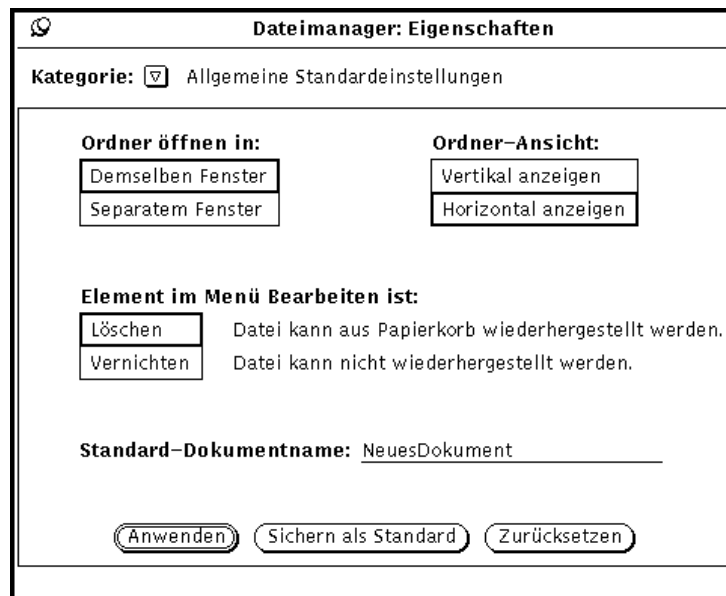 Dateimanager: Eigenschaften
Kategorie: Allgemeine Standardeinstellungen
Ordner öffnen in: Ordner-Ansicht:
Demselben Fenster Vertikal anzeigen
Separatem Fenster Horizontal anzeigen
Element im Menü Bearbeiten ist:
Löschen Datei kann aus Papierkorb wiederhergestellt werden.
Vernichten Datei kann nicht wiederhergestellt werden.
Standard-Dokumentname: NeuesDokument
Anwenden Sichern als Standard Zurücksetzen